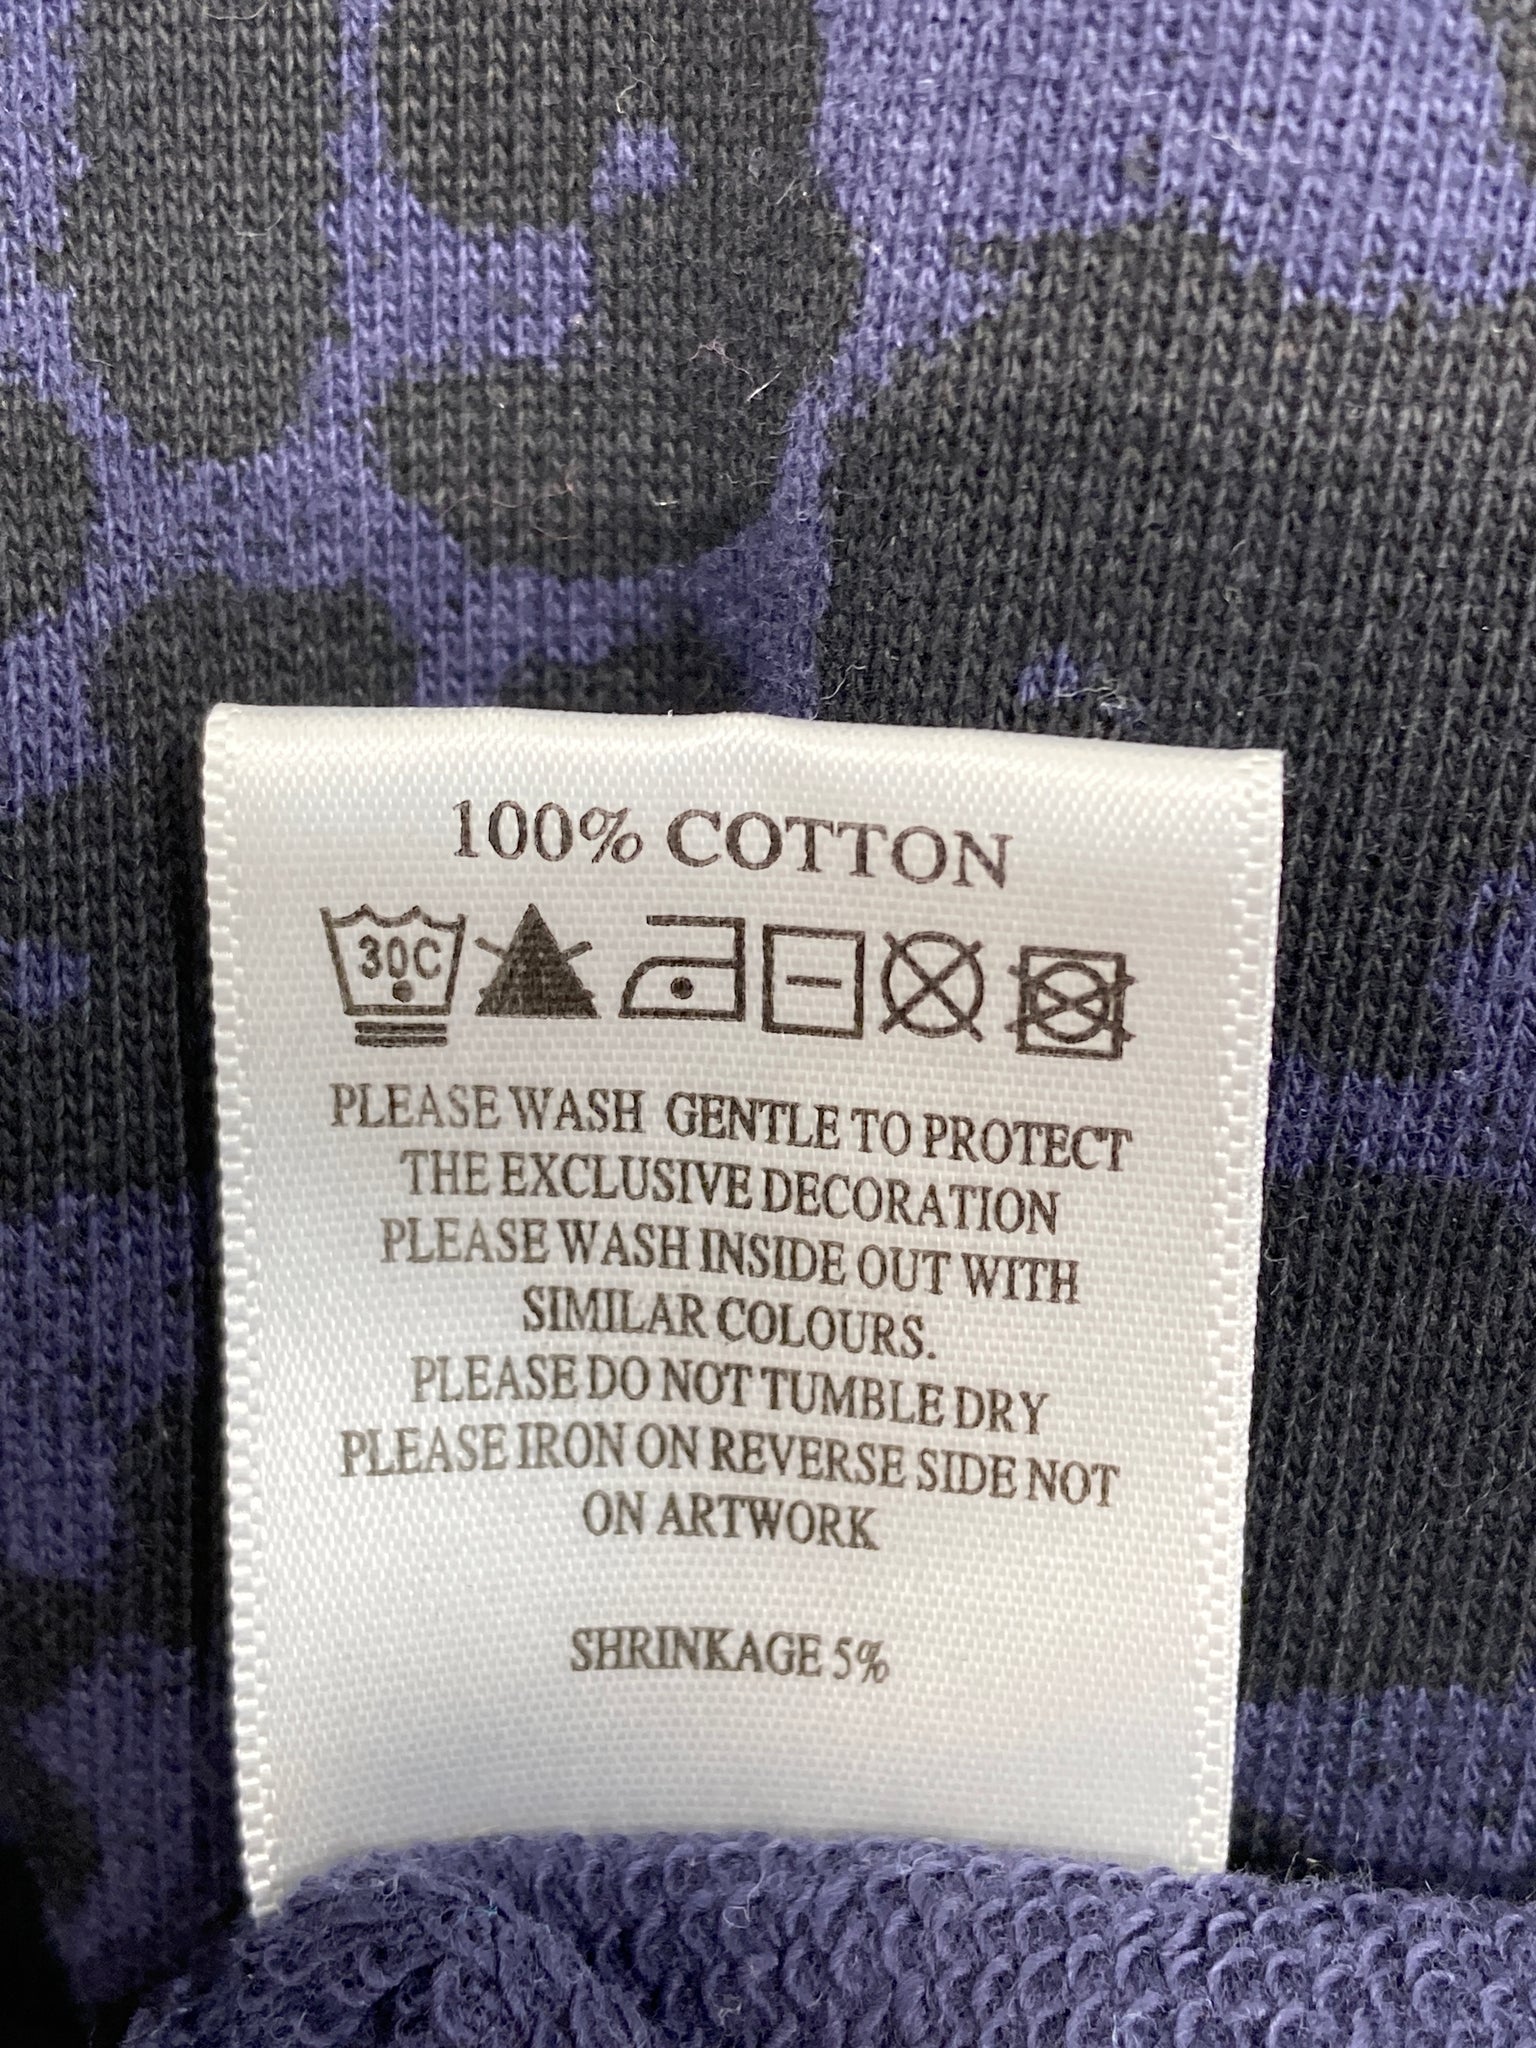 100% COTTON
30C
PLEASE WASH GENTLE TO PROTECT
THE EXCLUSIVE DECORATION
PLEASE WASH INSIDE OUT WITH
SIMILAR COLOURS.
PLEASE DO NOT TUMBLE DRY
PLEASE IRON ON REVERSE SIDE NOT
ON ARTWORK
SHRINKAGE 5%